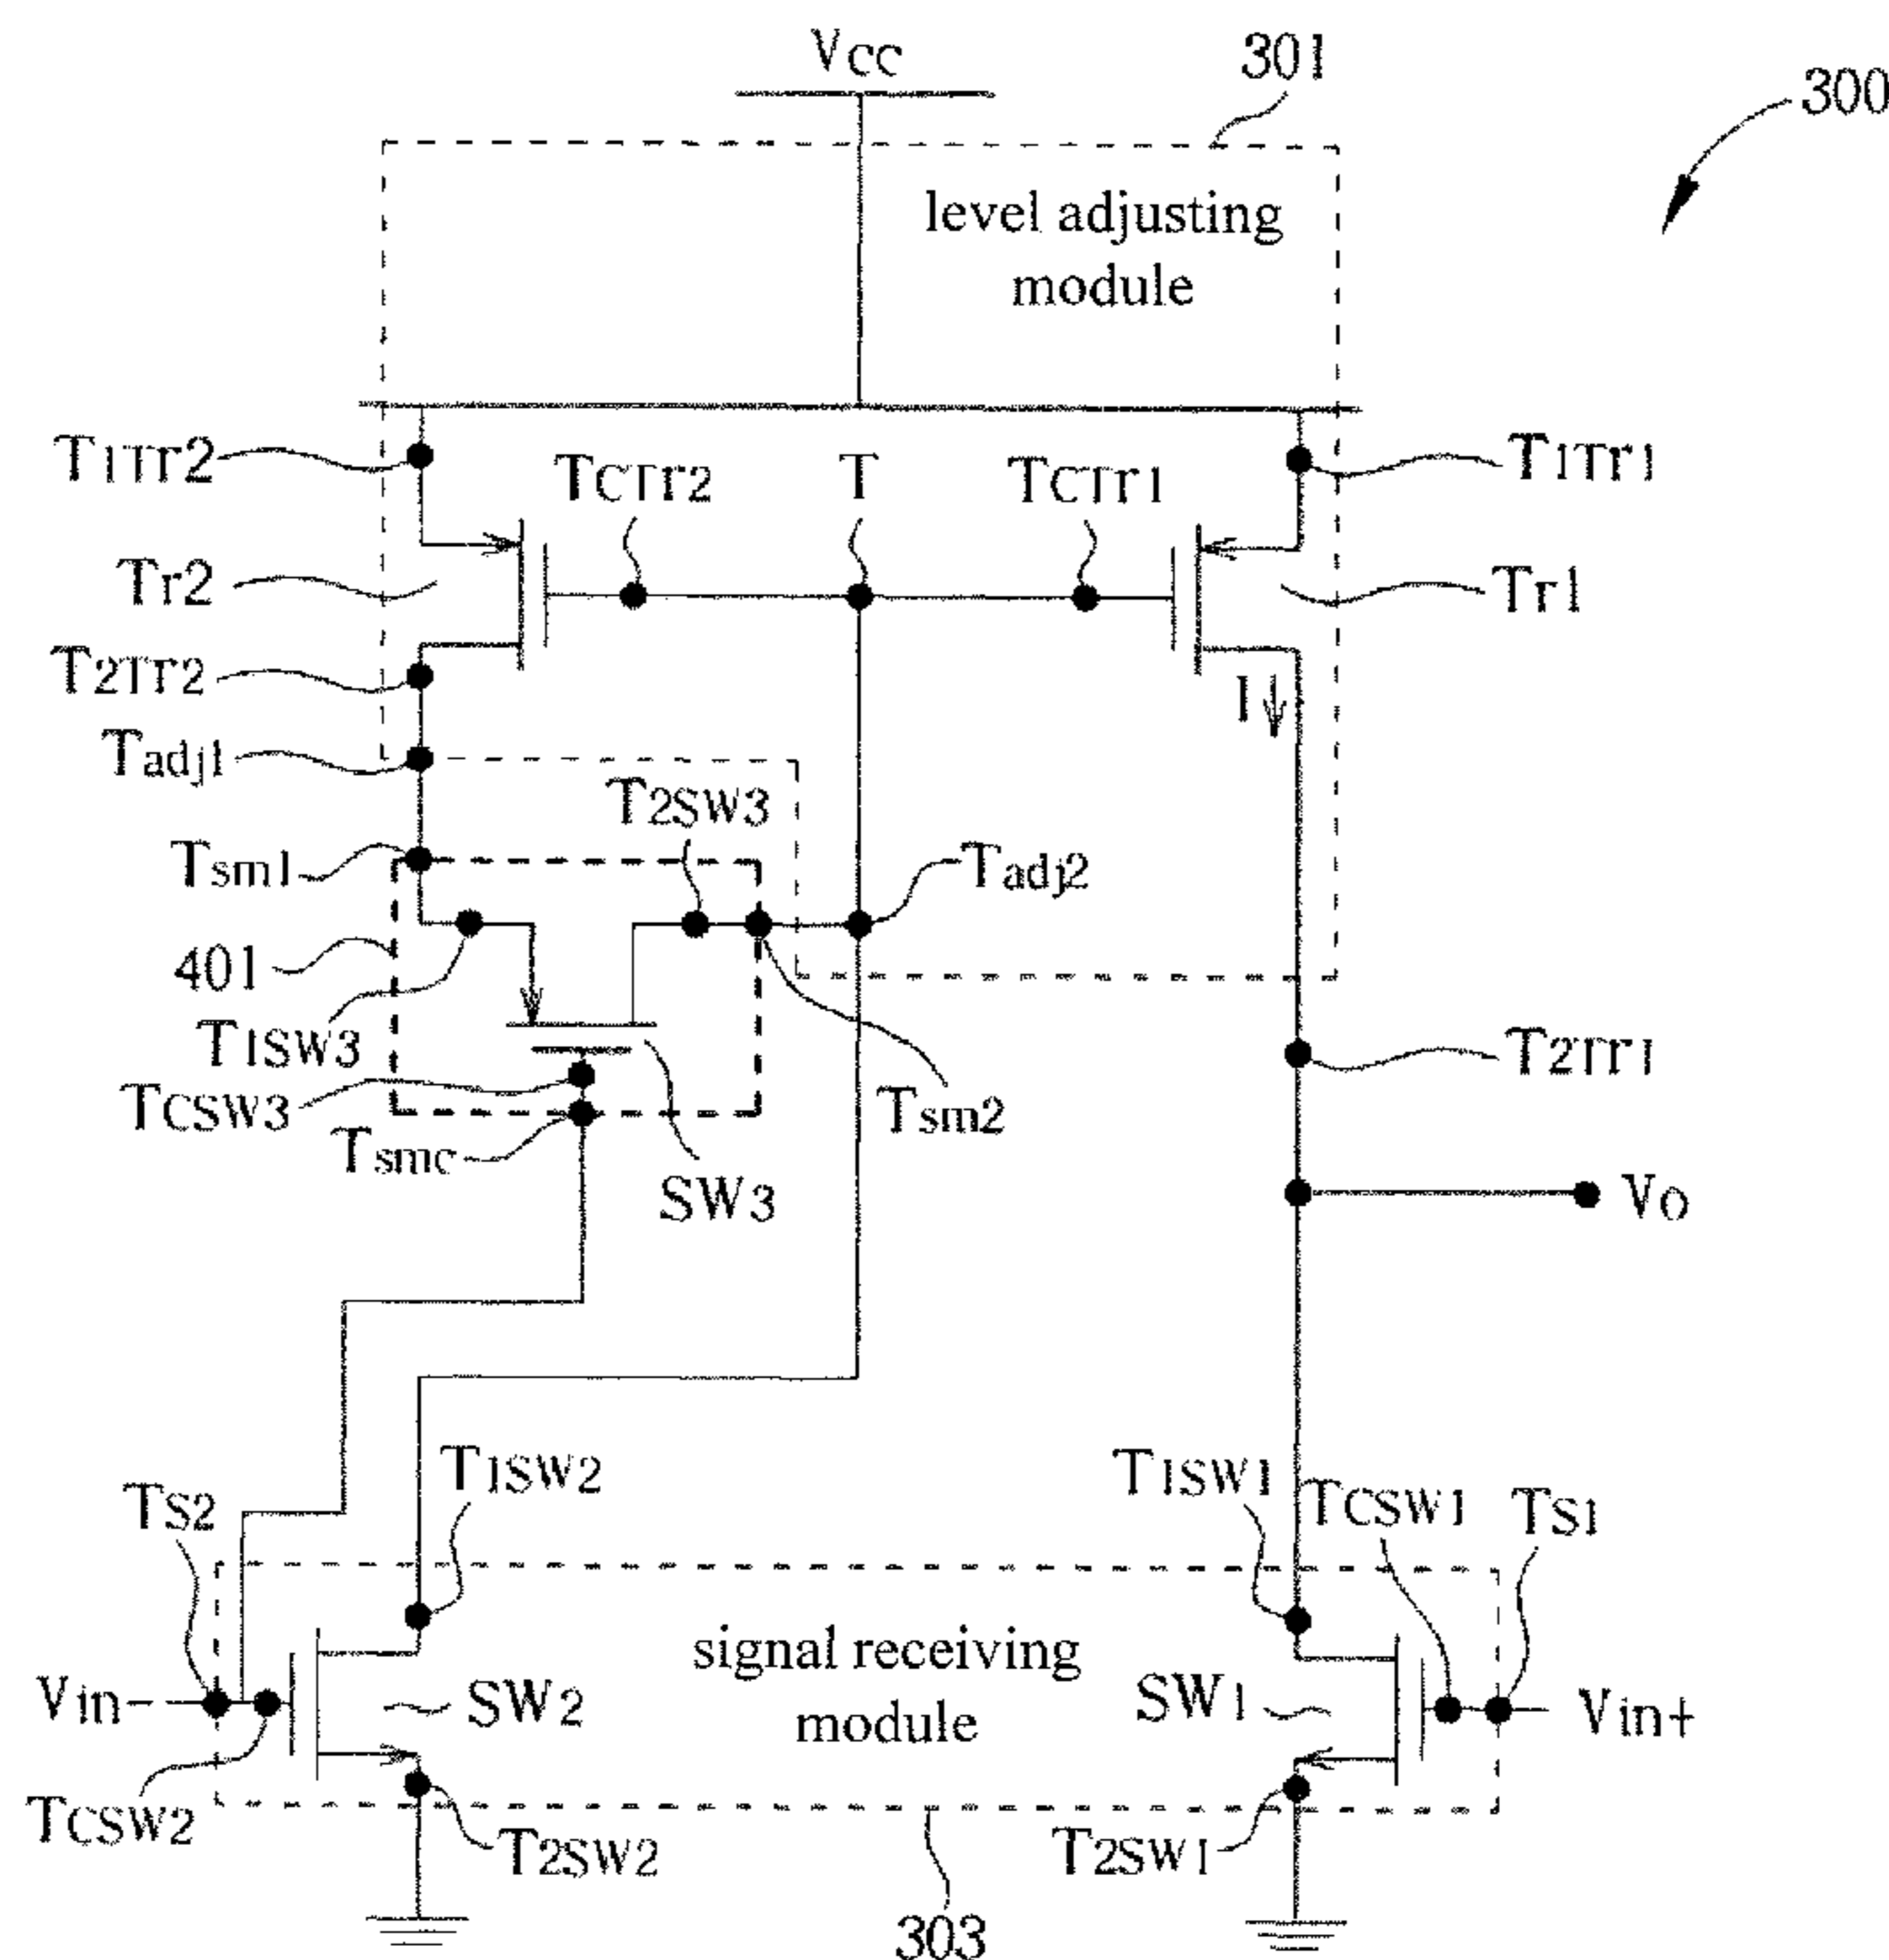 Vcc
301
300
level adjusting
module
T1Tr2
TCTr2
T
TCTr1
T1Tr1
Tr2
Tr1
T2Tr2
I
Tadj1
T2SW3
Tsm1
Tadj2
401
T1SW3
T2Tr1
TCSW3
Tsm2
Tsmc
SW3
Vo
T1SW2
T1SW1
TCSW1
TS2
TS1
signal receiving
module
Vin-
SW2
SW1
Vin+
TCSW2
T2SW2
T2SW1
303